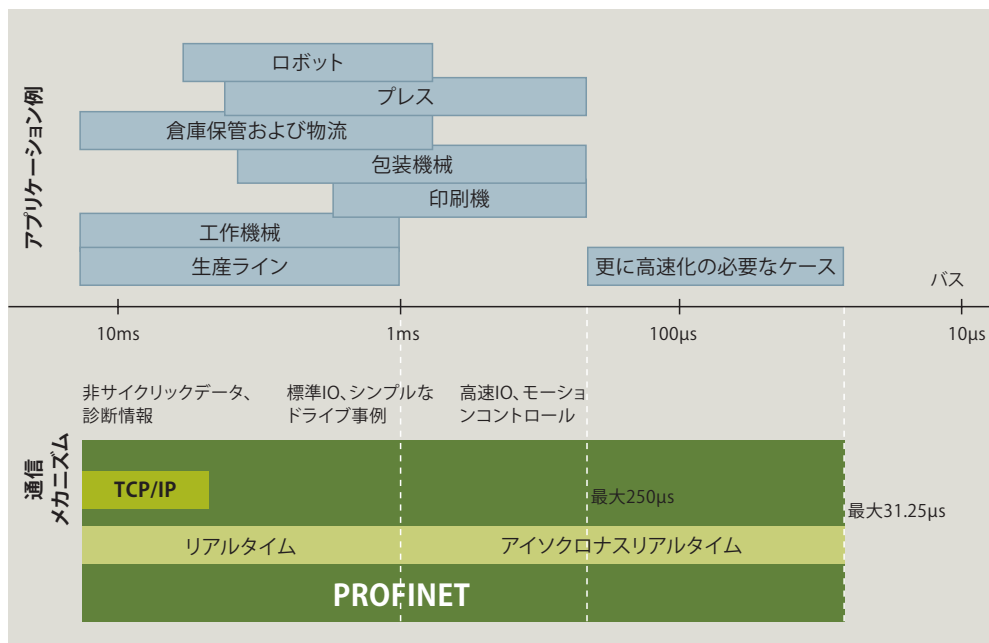 アプリケーション例
ロボット
プレス
倉庫保管および物流
包装機械
印刷機
工作機械
生産ライン
更に高速化の必要なケース
バス
10ms
1ms
100µs
10µs
非サイクリックデータ、
診断情報
標準IO、シンプルな
ドライブ事例
高速IO、モーショ
ンコントロール
通信
メカニズム
TCP/IP
最大250µs
最大31.25µs
リアルタイム
アイソクロナスリアルタイム
PROFINET